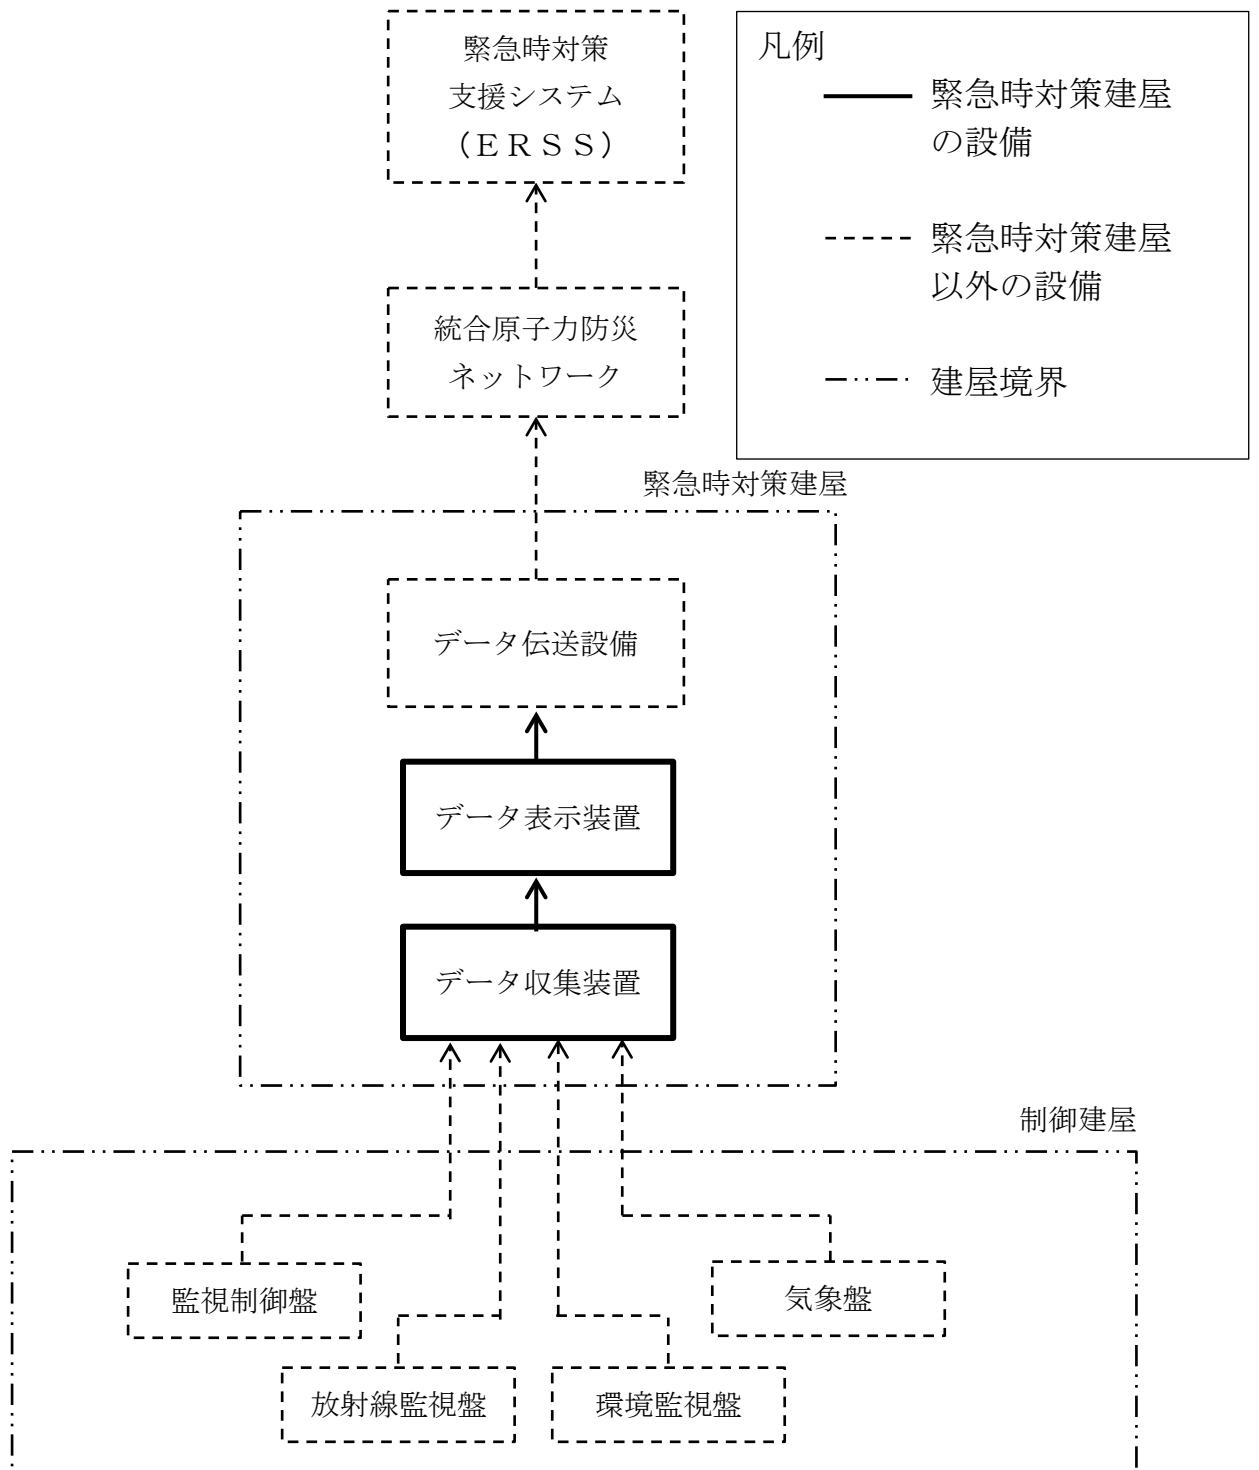 緊急時対策
支援システム
（ＥＲＳＳ）
凡例
緊急時対策建屋
の設備
緊急時対策建屋
以外の設備
建屋境界
統合原子力防災
ネットワーク
緊急時対策建屋
データ伝送設備
データ表示装置
データ収集装置
制御建屋
監視制御盤
気象盤
放射線監視盤
環境監視盤